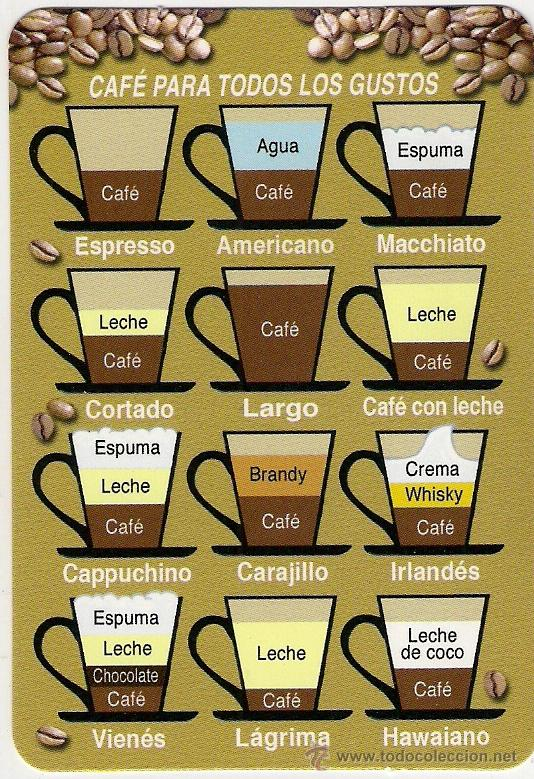 CAFÉ PARA TODOS LOS GUSTOS
Café
Espresso
Agua
Café
Americano
Espuma
Café
Macchiato
Leche
Café
Cortado
Café
Largo
Leche
Café
Café con leche
Espuma
Leche
Café
Cappuchino
Brandy
Café
Carajillo
Crema
Whisky
Café
Irlandés
Espuma
Leche
Chocolate
Café
Vienés
Leche
Café
Lágrima
Leche
de coco
Café
Hawaiano
www.todocoleccion.net